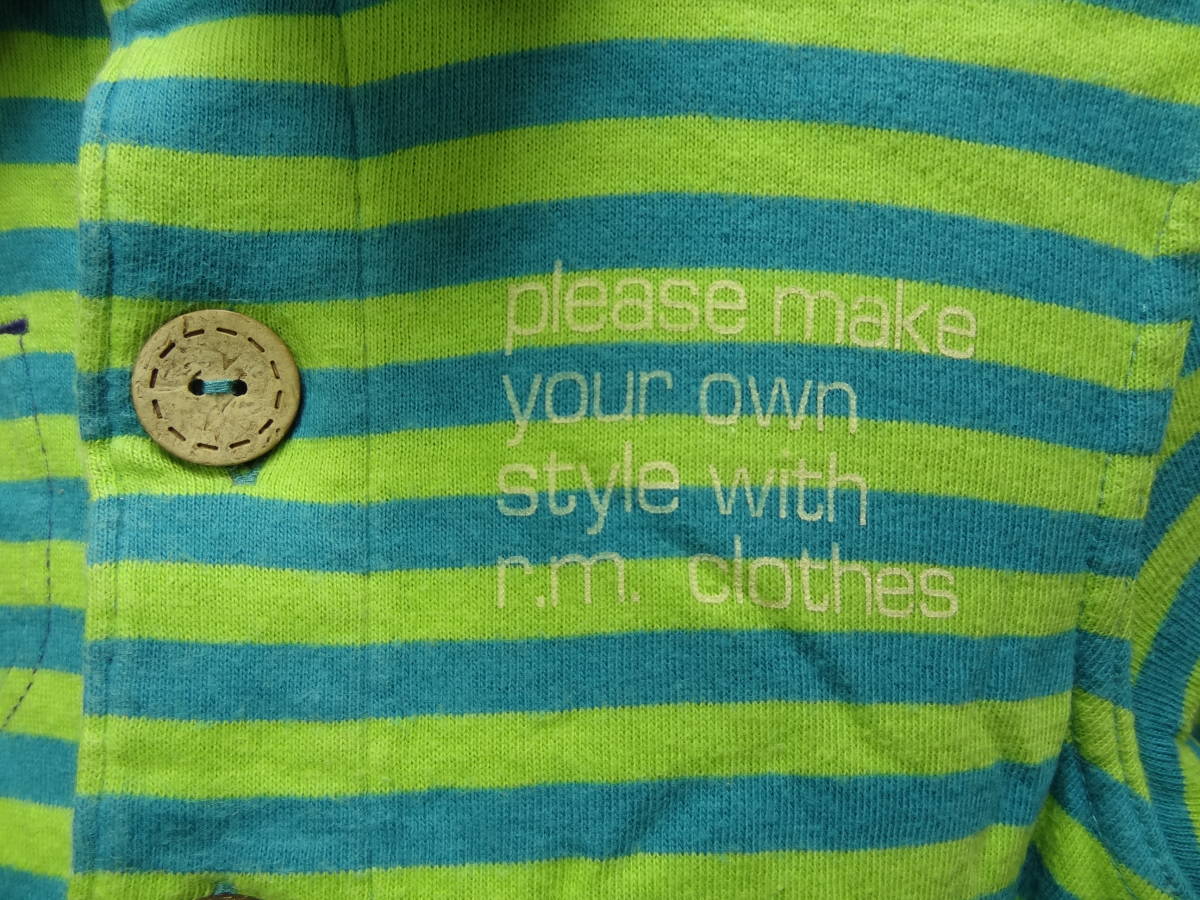 please make
your own
style with
r.m. clothes